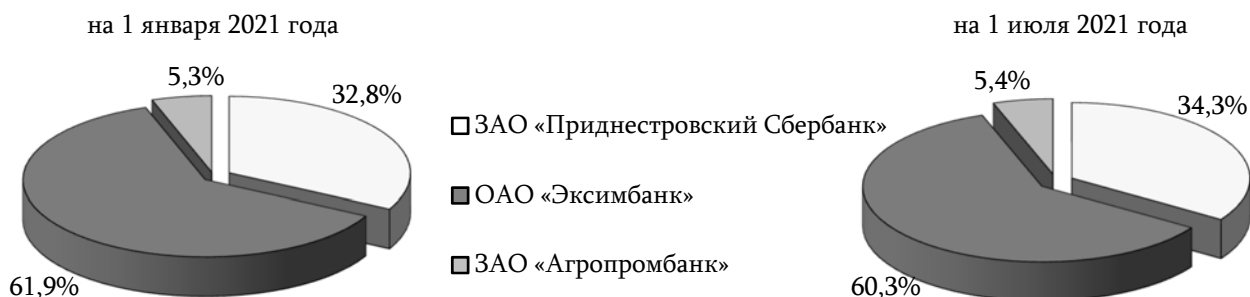 на 1 января 2021 года
5,3%
32,8%
61,9%
ЗАО «Приднестровский Сбербанк»
ОАО «Эксимбанк»
ЗАО «Агропромбанк»
на 1 июля 2021 года
5,4%
34,3%
60,3%